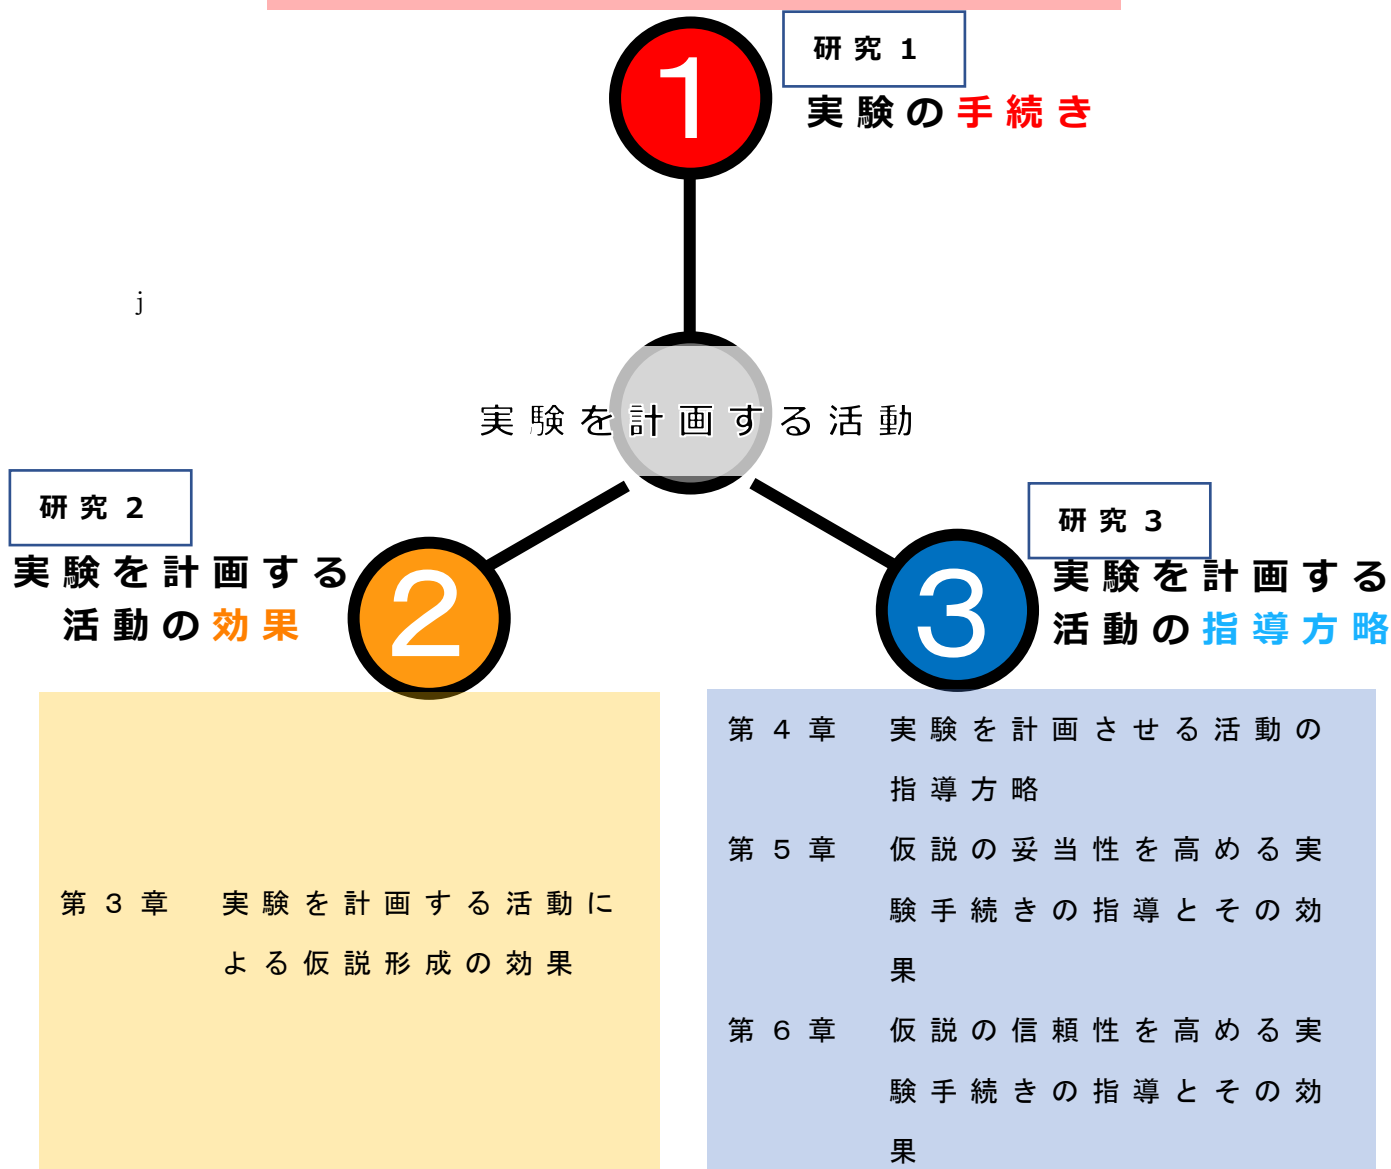 研究 1
1
実験の手続き
j
実験を計画する活動
研究 2
実験を計画する
活動の効果
2
研究 3
3
実験を計画する
活動の指導方略
第３章　実験を計画する活動に
よる仮説形成の効果
第４章　実験を計画させる活動の
指導方略
第５章　仮説の妥当性を高める実
験手続きの指導とその効
果
第６章　仮説の信頼性を高める実
験手続きの指導とその効
果